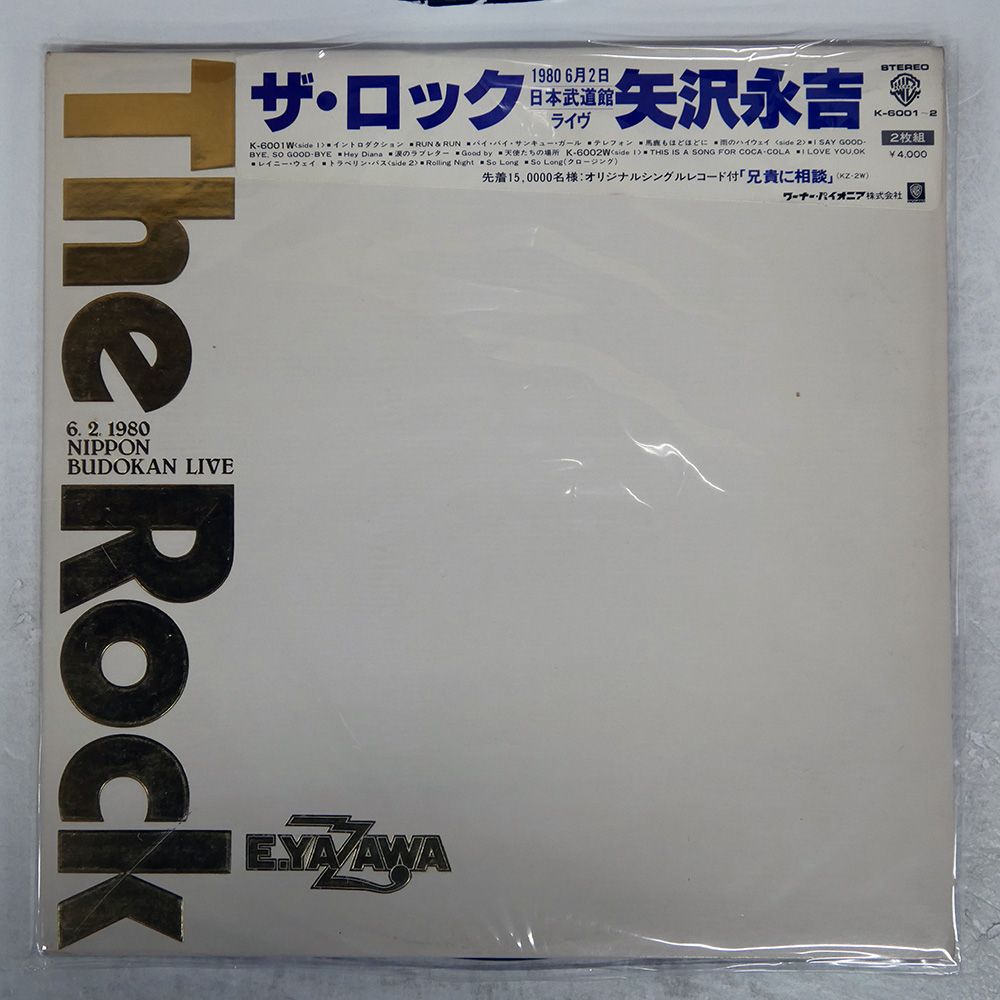 The Rock
6. 2. 1980
NIPPON
BUDOKAN LIVE
E.YAZAWA
ザ・ロック
1980 6月2日
日本武道館
ライヴ
矢沢永吉
STEREO
K-6001~2
2枚組
¥4,000
K-6001W<side 1>■イントロダクション ■RUN & RUN ■バイ・バイ・サンキュー・ガール ■テレフォン ■馬鹿もほどほどに ■雨のハイウェイ <side 2>■I SAY GOOD-
BYE, SO GOOD-BYE ■Hey Diana ■涙のラブレター ■Good by ■天使たちの場所 K-6002W<side 1>■THIS IS A SONG FOR COCA-COLA ■I LOVE YOU,OK
■レイニー・ウェイ ■トラベリン・バス<side 2>■Rolling Night ■So Long ■So Long(クロージング)
先着15,0000名様:オリジナルシングルレコード付「兄貴に相談」(KZ-2W)
ワーナー・パイオニア株式会社